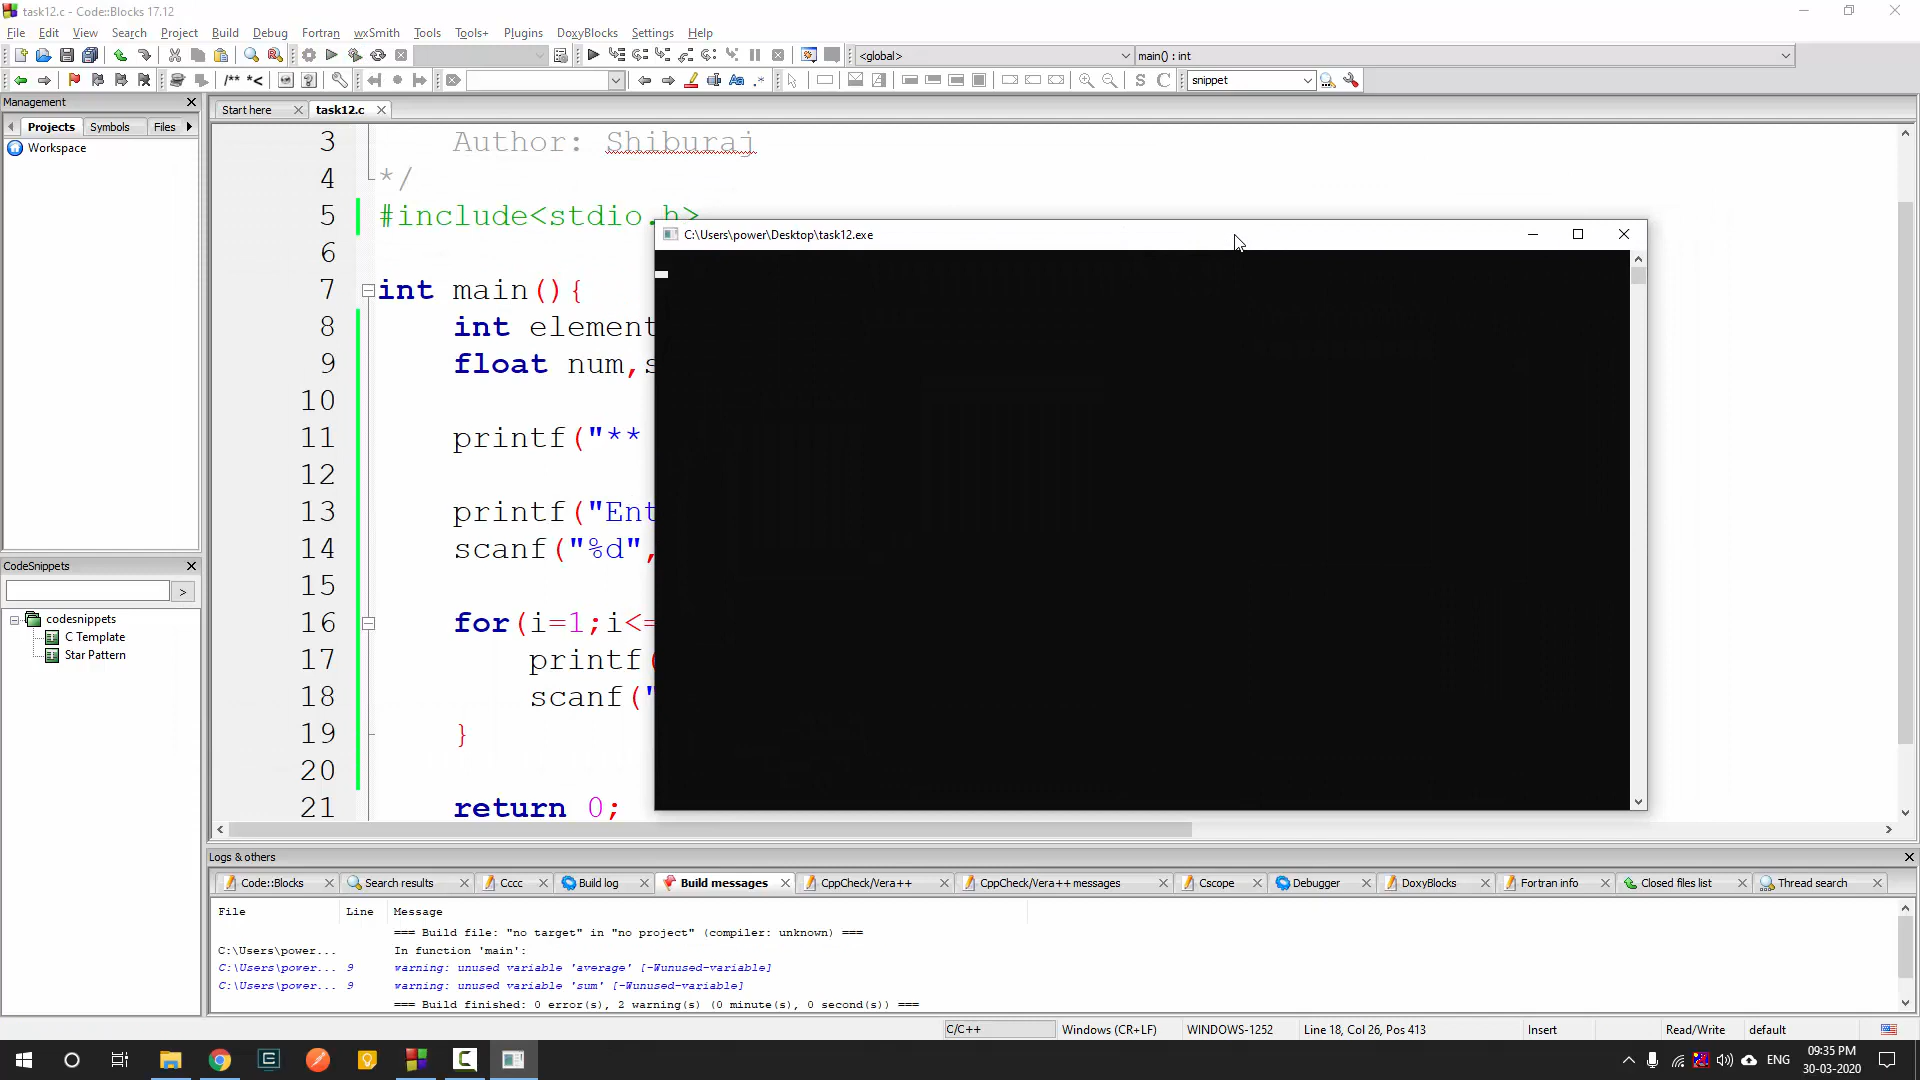 task12.c - Code::Blocks 17.12
File Edit View Search Project Build Debug Fortran wxSmith Tools Tools+ Plugins DoxyBlocks Settings Help
<global> main() : int
/** *< snippet
Management
Projects Symbols Files
Workspace
CodeSnippets
>
codesnippets
C Template
Star Pattern
Start here task12.c
3 Author: Shiburaj
4 */
5 #include<stdio.h>
6
7 int main(){
8 int element
9 float num,s
10
11 printf("**
12
13 printf("Ent
14 scanf("%d",
15
16 for(i=1;i<=
17 printf(
18 scanf("
19 }
20
21 return 0;
C:\Users\power\Desktop\task12.exe
Logs & others
Code::Blocks Search results Cccc Build log Build messages CppCheck/Vera++ CppCheck/Vera++ messages Cscope Debugger DoxyBlocks Fortran info Closed files list Thread search
File Line Message
=== Build file: "no target" in "no project" (compiler: unknown) ===
C:\Users\power... In function 'main':
C:\Users\power... 9 warning: unused variable 'average' [-Wunused-variable]
C:\Users\power... 9 warning: unused variable 'sum' [-Wunused-variable]
=== Build finished: 0 error(s), 2 warning(s) (0 minute(s), 0 second(s)) ===
C/C++ Windows (CR+LF) WINDOWS-1252 Line 18, Col 26, Pos 413 Insert Read/Write default
ENG
09:35 PM
30-03-2020